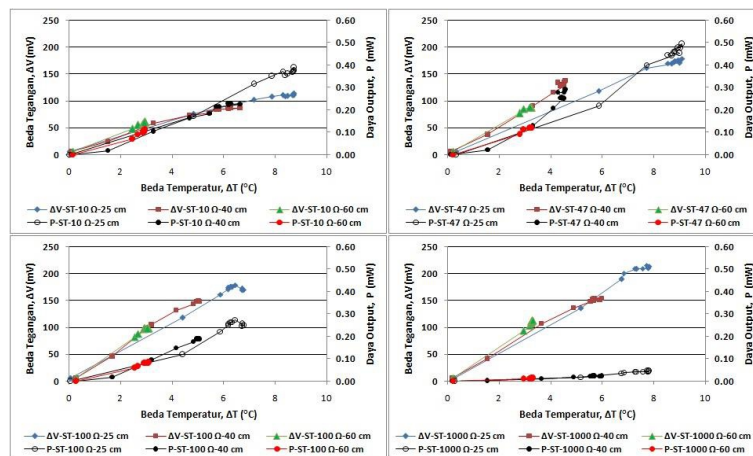 250
200
150
100
50
0
Beda Tegangan, ΔV (mV)
0.60
0.50
0.40
0.30
0.20
0.10
0.00
Daya Output, P (mW)
0 2 4 6 8 10
Beda Temperatur, ΔT (°C)
ΔV-ST-10 Ω-25 cm ΔV-ST-10 Ω-40 cm ΔV-ST-10 Ω-60 cm
P-ST-10 Ω-25 cm P-ST-10 Ω-40 cm P-ST-10 Ω-60 cm
250
200
150
100
50
0
Beda Tegangan, ΔV (mV)
0.60
0.50
0.40
0.30
0.20
0.10
0.00
Daya Output, P (mW)
0 2 4 6 8 10
Beda Temperatur, ΔT (°C)
ΔV-ST-47 Ω-25 cm ΔV-ST-47 Ω-40 cm ΔV-ST-47 Ω-60 cm
P-ST-47 Ω-25 cm P-ST-47 Ω-40 cm P-ST-47 Ω-60 cm
250
200
150
100
50
0
Beda Tegangan, ΔV (mV)
0.60
0.50
0.40
0.30
0.20
0.10
0.00
Daya Output, P (mW)
0 2 4 6 8 10
Beda Temperatur, ΔT (°C)
ΔV-ST-100 Ω-25 cm ΔV-ST-100 Ω-40 cm ΔV-ST-100 Ω-60 cm
P-ST-100 Ω-25 cm P-ST-100 Ω-40 cm P-ST-100 Ω-60 cm
250
200
150
100
50
0
Beda Tegangan, ΔV (mV)
0.60
0.50
0.40
0.30
0.20
0.10
0.00
Daya Output, P (mW)
0 2 4 6 8 10
Beda Temperatur, ΔT (°C)
ΔV-ST-1000 Ω-25 cm ΔV-ST-1000 Ω-40 cm ΔV-ST-1000 Ω-60 cm
P-ST-1000 Ω-25 cm P-ST-1000 Ω-40 cm P-ST-1000 Ω-60 cm